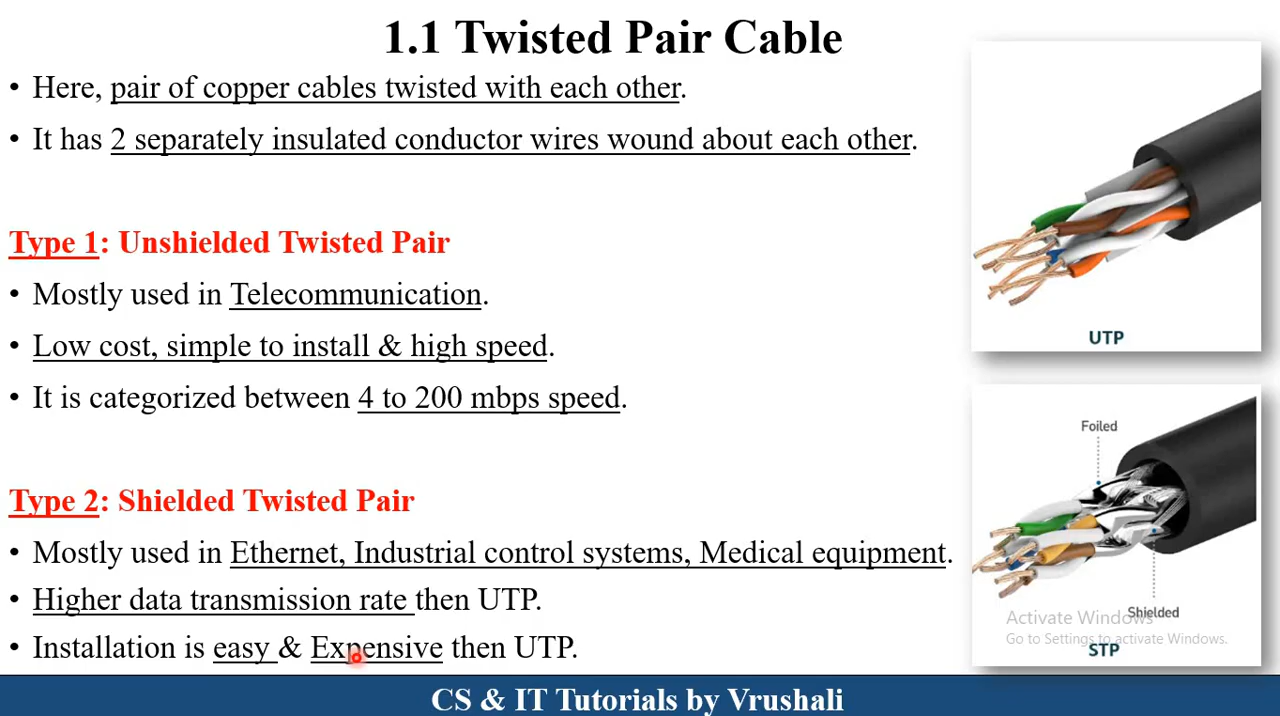 1.1 Twisted Pair Cable
• Here, pair of copper cables twisted with each other.
• It has 2 separately insulated conductor wires wound about each other.
Type 1: Unshielded Twisted Pair
• Mostly used in Telecommunication.
• Low cost, simple to install & high speed.
• It is categorized between 4 to 200 mbps speed.
Type 2: Shielded Twisted Pair
• Mostly used in Ethernet, Industrial control systems, Medical equipment.
• Higher data transmission rate then UTP.
• Installation is easy & Expensive then UTP.
UTP
Foiled
Shielded
Activate Windows
Go to Settings to activate Windows.
STP
CS & IT Tutorials by Vrushali